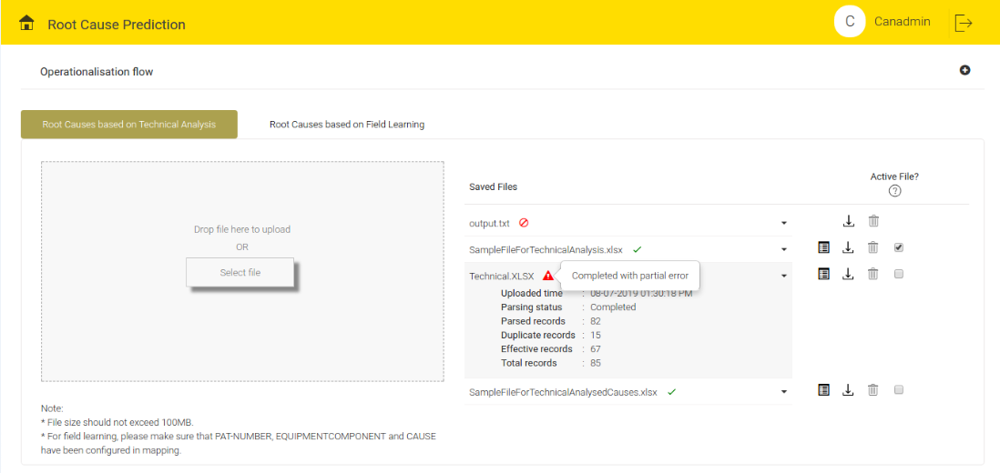 Root Cause Prediction
C
Canadmin
Operationalisation flow
Root Causes based on Technical Analysis
Root Causes based on Field Learning
Drop file here to upload
OR
Select file
Note:
* File size should not exceed 100MB.
* For field learning, please make sure that PAT-NUMBER, EQUIPMENTCOMPONENT and CAUSE
have been configured in mapping.
Saved Files
Active File?
?
output.txt
SampleFileForTechnicalAnalysis.xlsx
Technical.XLSX
Completed with partial error
Uploaded time : 08-07-2019 01:30:18 PM
Parsing status : Completed
Parsed records : 82
Duplicate records : 15
Effective records : 67
Total records : 85
SampleFileForTechnicalAnalysedCauses.xlsx